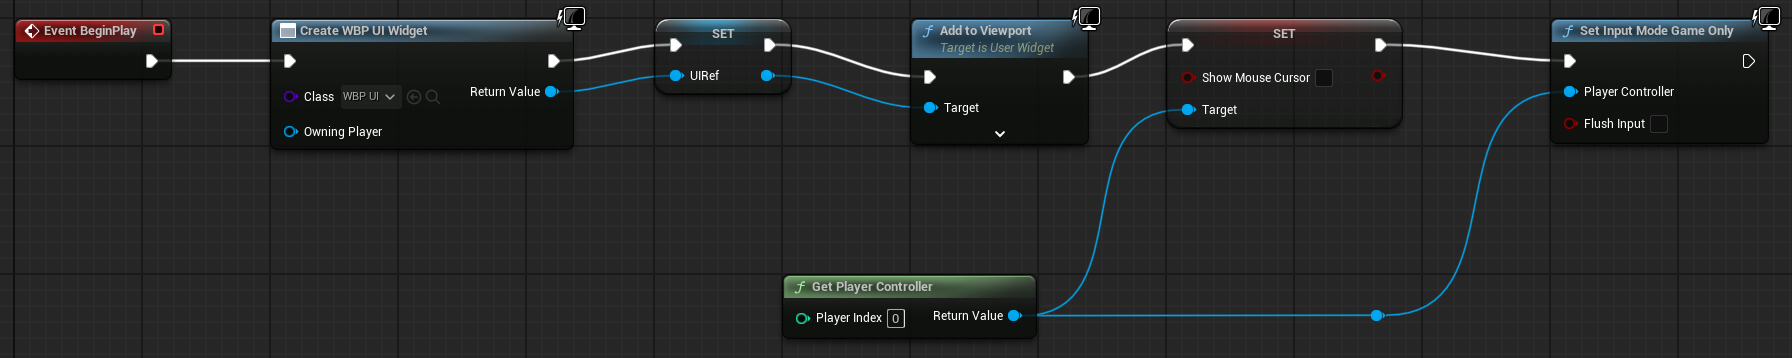 Event BeginPlay
Create WBP UI Widget
Class
WBP UI
Return Value
Owning Player
SET
UIRef
Add to Viewport
Target is User Widget
Target
SET
Show Mouse Cursor
Target
Set Input Mode Game Only
Player Controller
Flush Input
Get Player Controller
Player Index 0
Return Value